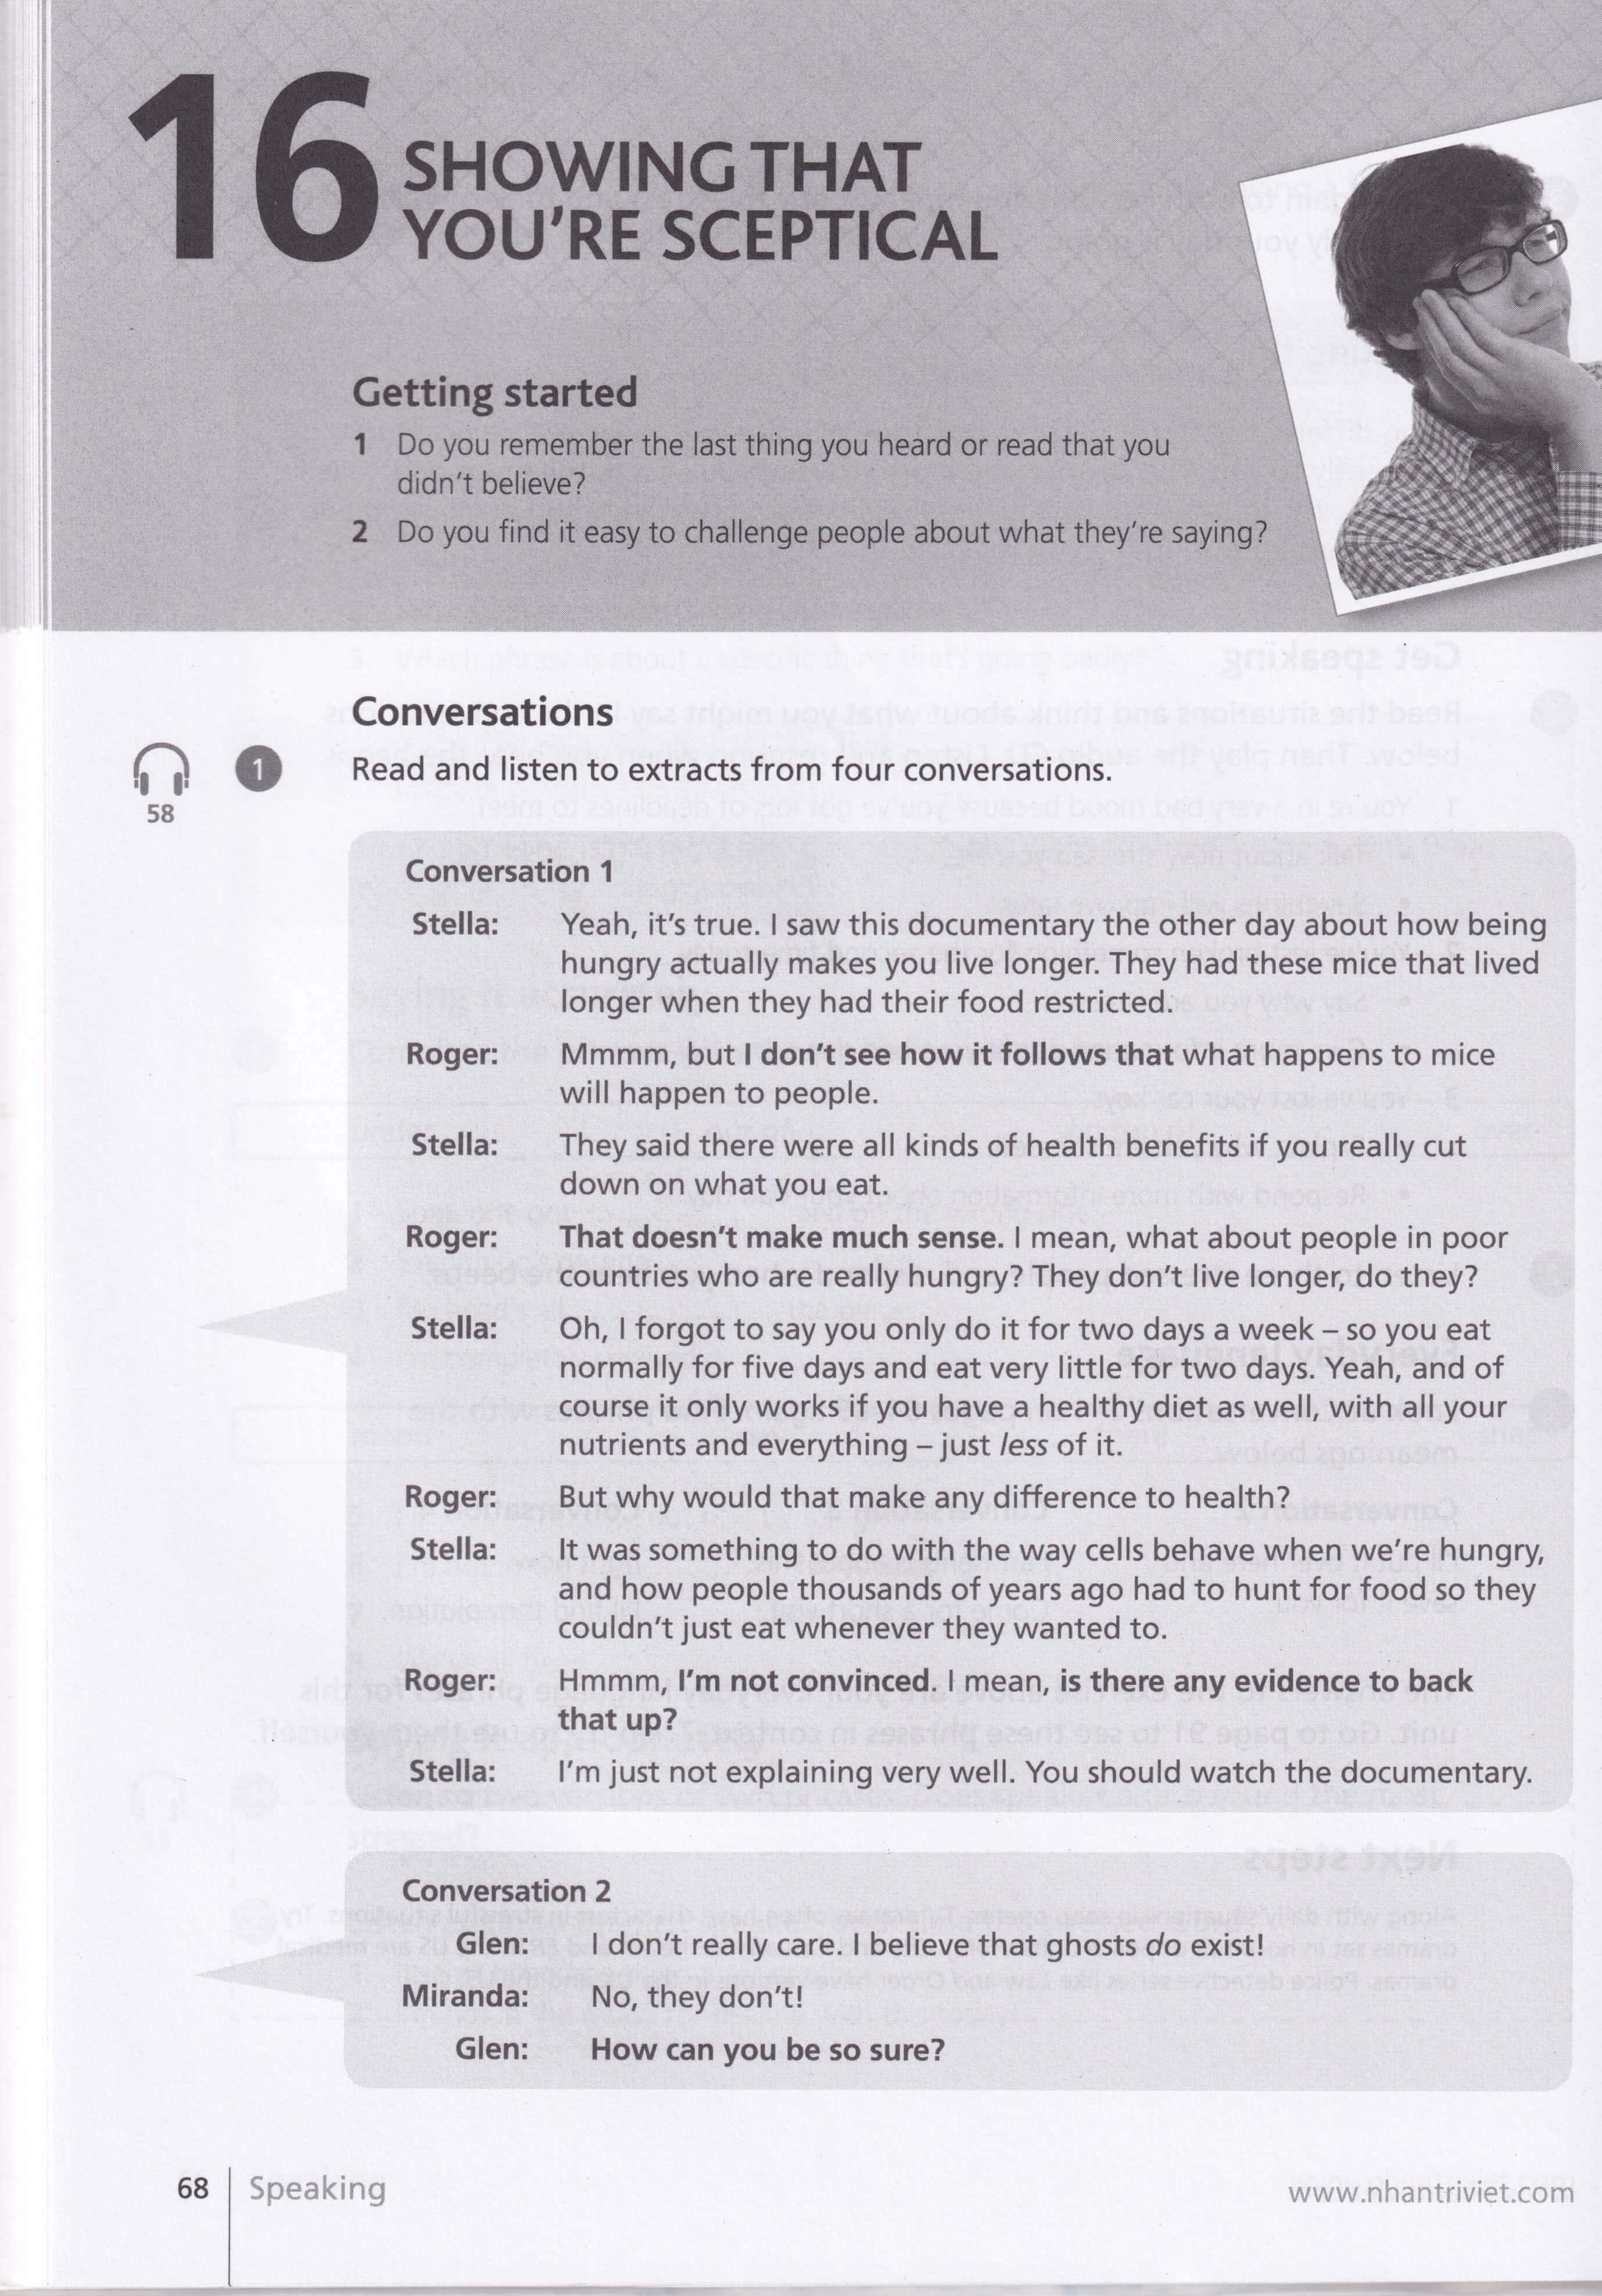 16
SHOWING THAT
YOU'RE SCEPTICAL
Getting started
1 Do you remember the last thing you heard or read that you
didn't believe?
2 Do you find it easy to challenge people about what they're saying?
Conversations
58
1 Read and listen to extracts from four conversations.
Conversation 1
Stella: Yeah, it's true. I saw this documentary the other day about how being
hungry actually makes you live longer. They had these mice that lived
longer when they had their food restricted.
Roger: Mmmm, but I don't see how it follows that what happens to mice
will happen to people.
Stella: They said there were all kinds of health benefits if you really cut
down on what you eat.
Roger: That doesn't make much sense. I mean, what about people in poor
countries who are really hungry? They don't live longer, do they?
Stella: Oh, I forgot to say you only do it for two days a week – so you eat
normally for five days and eat very little for two days. Yeah, and of
course it only works if you have a healthy diet as well, with all your
nutrients and everything – just less of it.
Roger: But why would that make any difference to health?
Stella: It was something to do with the way cells behave when we're hungry,
and how people thousands of years ago had to hunt for food so they
couldn't just eat whenever they wanted to.
Roger: Hmmm, I'm not convinced. I mean, is there any evidence to back
that up?
Stella: I'm just not explaining very well. You should watch the documentary.
Conversation 2
Glen: I don't really care. I believe that ghosts do exist!
Miranda: No, they don't!
Glen: How can you be so sure?
68 Speaking
www.nhantriviet.com